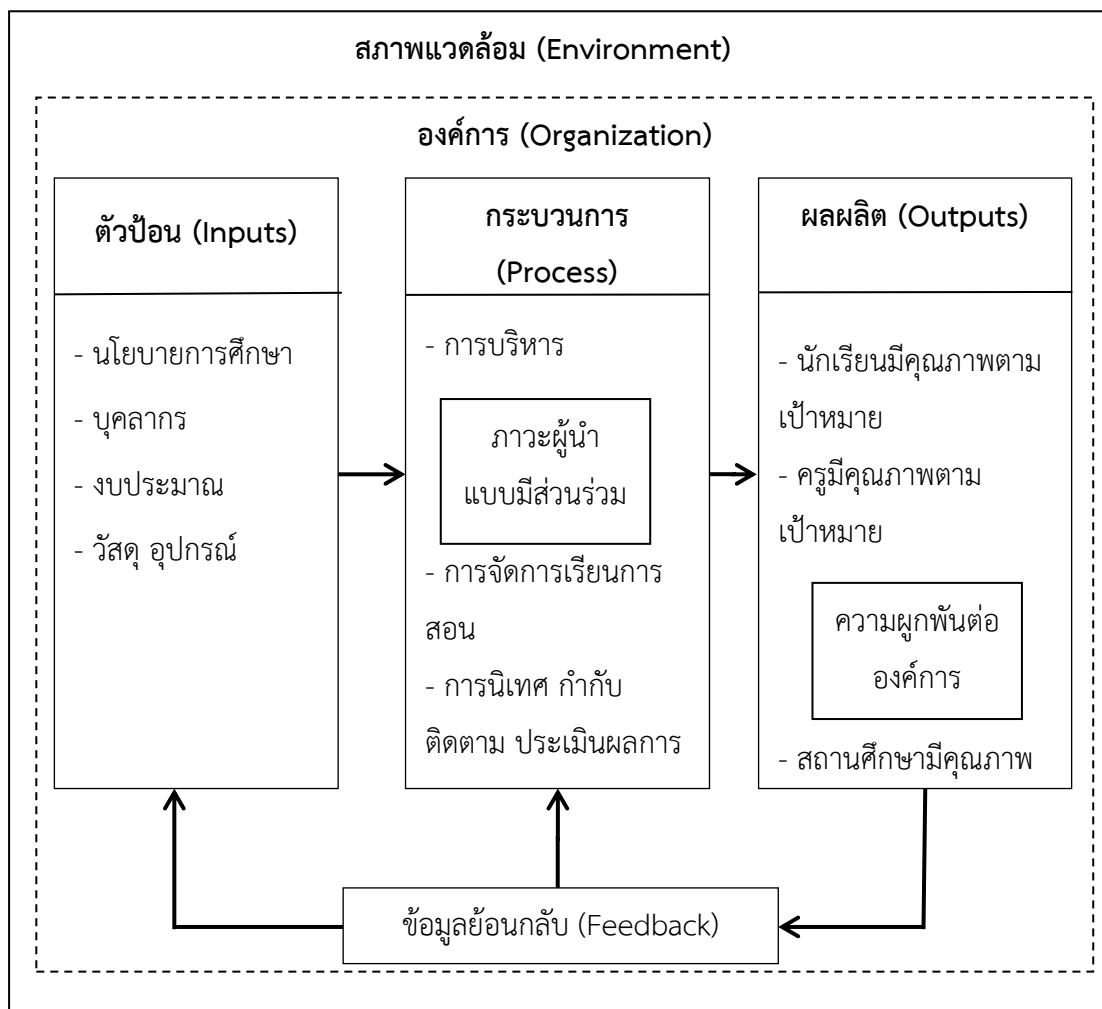 สภาพแวดล้อม (Environment)
องค์การ (Organization)
ตัวป้อน (Inputs)
- นโยบายการศึกษา
- บุคลากร
- งบประมาณ
- วัสดุ อุปกรณ์
กระบวนการ
(Process)
- การบริหาร
ภาวะผู้นำ
แบบมีส่วนร่วม
- การจัดการเรียนการ
สอน
- การนิเทศ กำกับ
ติดตาม ประเมินผลการ
ผลผลิต (Outputs)
- นักเรียนมีคุณภาพตาม
เป้าหมาย
- ครูมีคุณภาพตาม
เป้าหมาย
ความผูกพันต่อ
องค์การ
- สถานศึกษามีคุณภาพ
ข้อมูลย้อนกลับ (Feedback)